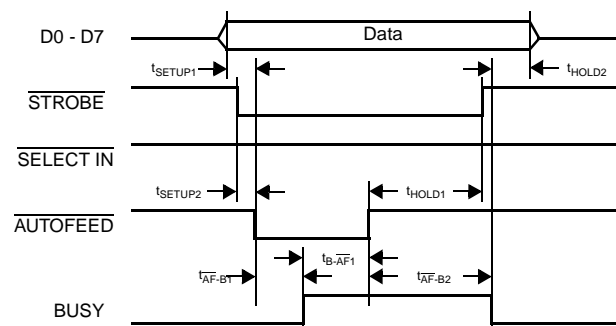 D0 - D7
Data
tSETUP1
tHOLD2
STROBE
SELECT IN
tSETUP2
tHOLD1
AUTOFEED
tB-AF1
tAF-B1
tAF-B2
BUSY